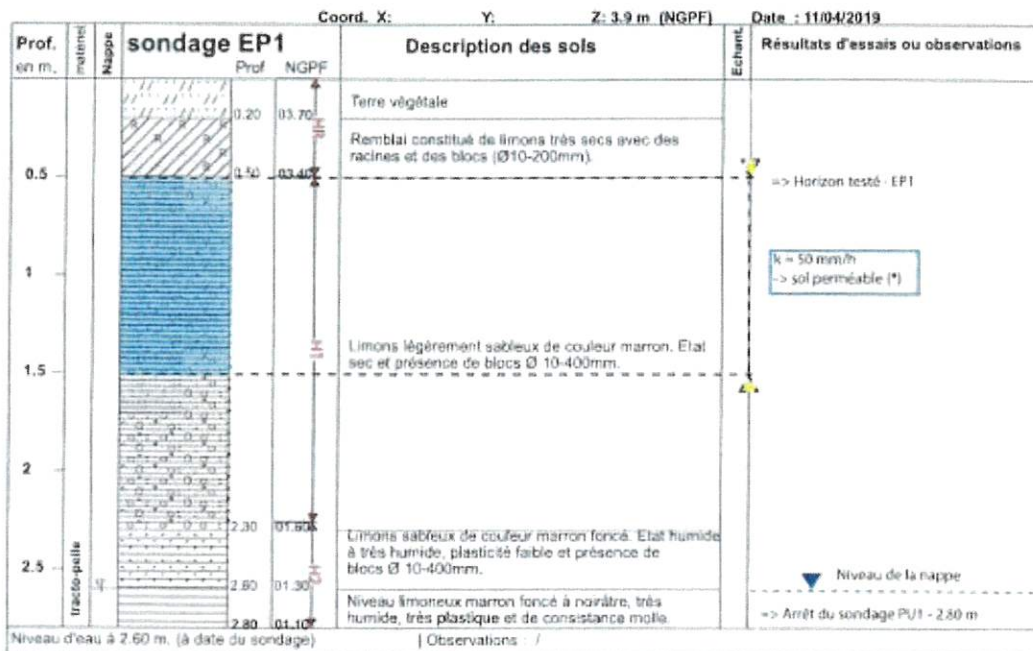 Coord. X: Y: Z: 3.9 m (NGPF) Date : 11/04/2019
Prof. en m.
matériel
Nappe
sondage EP1
Prof NGPF
Description des sols
Echant.
Résultats d'essais ou observations
Terre végétale
0.20 03.70
HR
Remblai constitué de limons très secs avec des
racines et des blocs (Ø10-200mm).
0.5
0.50 03.40
=> Horizon testé - EP1
1
k = 50 mm/h
-> sol perméable (*)
H1
Limons légèrement sableux de couleur marron. Etat
sec et présence de blocs Ø 10-400mm.
1.5
2
2.30 01.60
Limons sableux de couleur marron foncé. Etat humide
à très humide, plasticité faible et présence de
blocs Ø 10-400mm.
H2
2.5
tracto-pelle
Niveau de la nappe
2.60 01.30
Niveau limoneux marron foncé à noirâtre, très
humide, très plastique et de consistance molle.
=> Arrêt du sondage PU1 - 2.80 m
2.80 01.10
Niveau d'eau à 2.60 m. (à date du sondage) | Observations : /